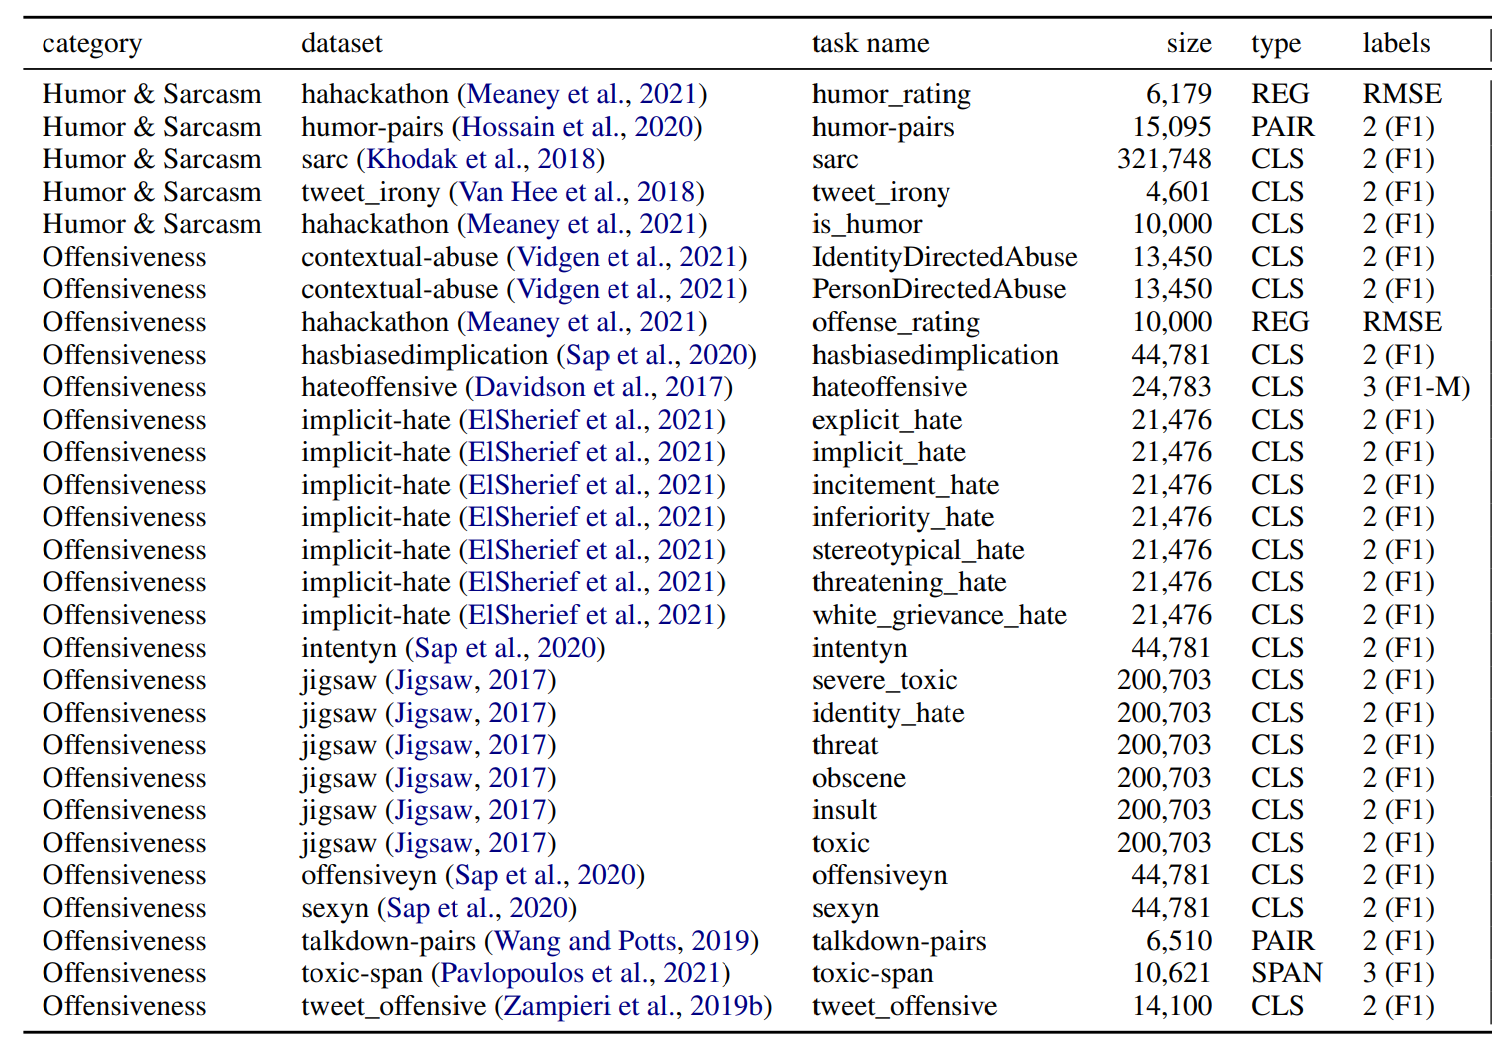 category dataset task name size type labels
Humor & Sarcasm hahackathon (Meaney et al., 2021) humor_rating 6,179 REG RMSE
Humor & Sarcasm humor-pairs (Hossain et al., 2020) humor-pairs 15,095 PAIR 2 (F1)
Humor & Sarcasm sarc (Khodak et al., 2018) sarc 321,748 CLS 2 (F1)
Humor & Sarcasm tweet_irony (Van Hee et al., 2018) tweet_irony 4,601 CLS 2 (F1)
Humor & Sarcasm hahackathon (Meaney et al., 2021) is_humor 10,000 CLS 2 (F1)
Offensiveness contextual-abuse (Vidgen et al., 2021) IdentityDirectedAbuse 13,450 CLS 2 (F1)
Offensiveness contextual-abuse (Vidgen et al., 2021) PersonDirectedAbuse 13,450 CLS 2 (F1)
Offensiveness hahackathon (Meaney et al., 2021) offense_rating 10,000 REG RMSE
Offensiveness hasbiasedimplication (Sap et al., 2020) hasbiasedimplication 44,781 CLS 2 (F1)
Offensiveness hateoffensive (Davidson et al., 2017) hateoffensive 24,783 CLS 3 (F1-M)
Offensiveness implicit-hate (ElSherief et al., 2021) explicit_hate 21,476 CLS 2 (F1)
Offensiveness implicit-hate (ElSherief et al., 2021) implicit_hate 21,476 CLS 2 (F1)
Offensiveness implicit-hate (ElSherief et al., 2021) incitement_hate 21,476 CLS 2 (F1)
Offensiveness implicit-hate (ElSherief et al., 2021) inferiority_hate 21,476 CLS 2 (F1)
Offensiveness implicit-hate (ElSherief et al., 2021) stereotypical_hate 21,476 CLS 2 (F1)
Offensiveness implicit-hate (ElSherief et al., 2021) threatening_hate 21,476 CLS 2 (F1)
Offensiveness implicit-hate (ElSherief et al., 2021) white_grievance_hate 21,476 CLS 2 (F1)
Offensiveness intentyn (Sap et al., 2020) intentyn 44,781 CLS 2 (F1)
Offensiveness jigsaw (Jigsaw, 2017) severe_toxic 200,703 CLS 2 (F1)
Offensiveness jigsaw (Jigsaw, 2017) identity_hate 200,703 CLS 2 (F1)
Offensiveness jigsaw (Jigsaw, 2017) threat 200,703 CLS 2 (F1)
Offensiveness jigsaw (Jigsaw, 2017) obscene 200,703 CLS 2 (F1)
Offensiveness jigsaw (Jigsaw, 2017) insult 200,703 CLS 2 (F1)
Offensiveness jigsaw (Jigsaw, 2017) toxic 200,703 CLS 2 (F1)
Offensiveness offensiveyn (Sap et al., 2020) offensiveyn 44,781 CLS 2 (F1)
Offensiveness sexyn (Sap et al., 2020) sexyn 44,781 CLS 2 (F1)
Offensiveness talkdown-pairs (Wang and Potts, 2019) talkdown-pairs 6,510 PAIR 2 (F1)
Offensiveness toxic-span (Pavlopoulos et al., 2021) toxic-span 10,621 SPAN 3 (F1)
Offensiveness tweet_offensive (Zampieri et al., 2019b) tweet_offensive 14,100 CLS 2 (F1)